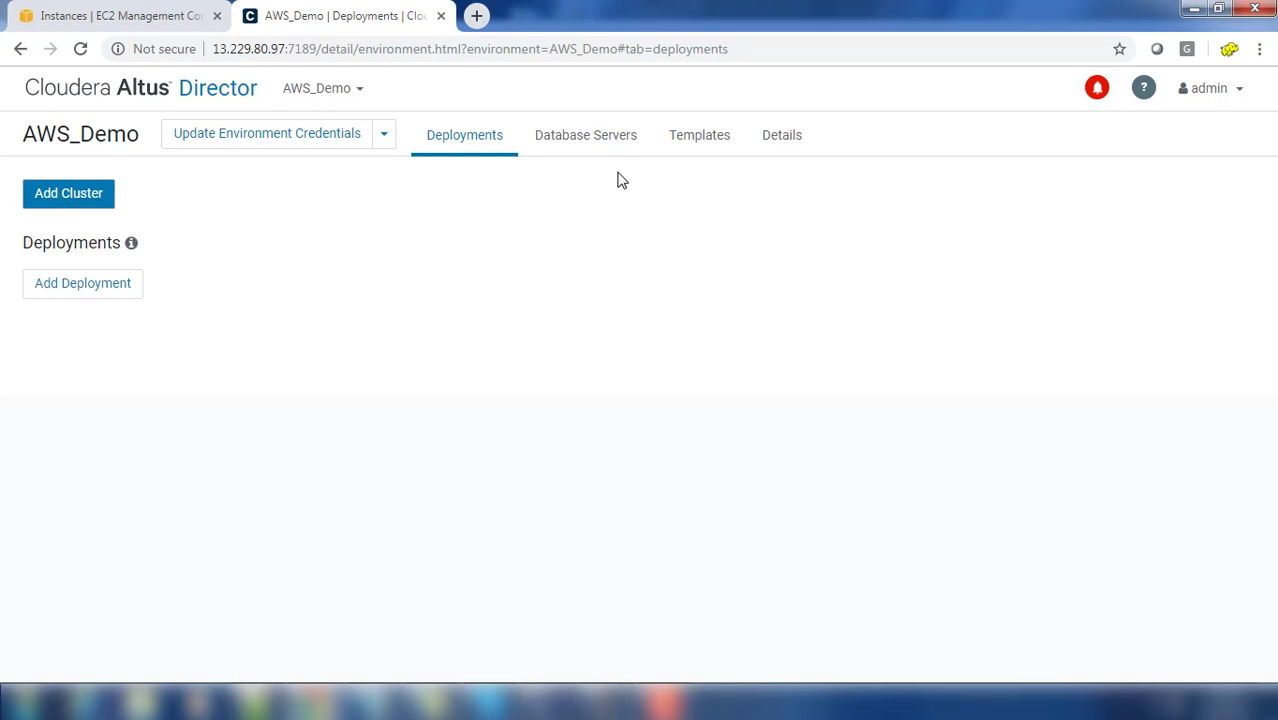 Instances | EC2 Management Cor
AWS_Demo | Deployments | Clou
Not secure 13.229.80.97:7189/detail/environment.html?environment=AWS_Demo#tab=deployments
G
Cloudera Altus Director AWS_Demo ? admin
AWS_Demo Update Environment Credentials Deployments Database Servers Templates Details
Add Cluster
Deployments
Add Deployment